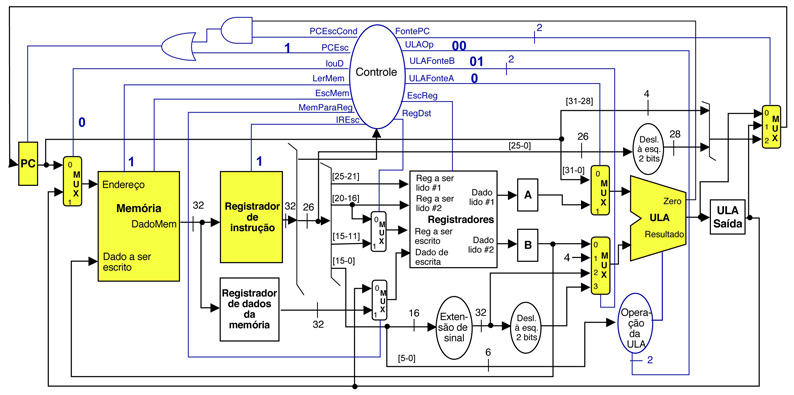 PCEscCond
FontePC
2
PCEsc
1
ULAOp
00
IouD
ULAFonteB
01
2
LerMem
ULAFonteA
0
Controle
EscMem
EscReg
MemParaReg
RegDst
IREsc
0
1
1
[31-28]
4
[25-0]
26
Desl.
à esq.
2 bits
28
0
1
2
MUX
PC
0
MUX
1
Endereço
Memória
DadoMem
Dado a ser
escrito
32
Registrador
de
instrução
32
26
Registrador
de dados da
memória
32
[25-21]
[20-16]
[15-11]
[15-0]
0
MUX
1
0
MUX
1
Reg a ser
lido #1
Reg a ser
lido #2
Registradores
Reg a ser
escrito
Dado de
escrita
Dado
lido #1
Dado
lido #2
A
B
[31-0]
0
MUX
1
4
0
1
2
3
MUX
Zero
ULA
Resultado
ULA
Saída
16
Extensão
de
sinal
32
Desl.
à esq.
2 bits
Operação
da
ULA
[5-0]
6
2